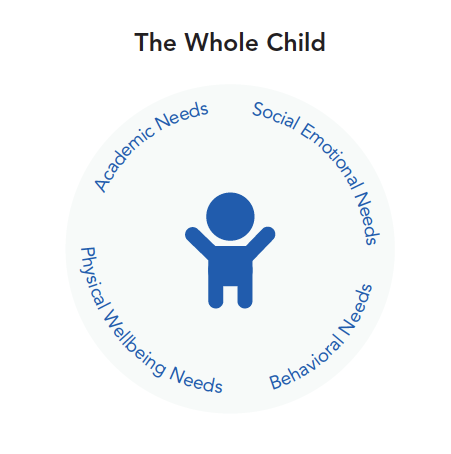 The Whole Child
Academic Needs
Social Emotional Needs
Physical Wellbeing Needs
Behavioral Needs